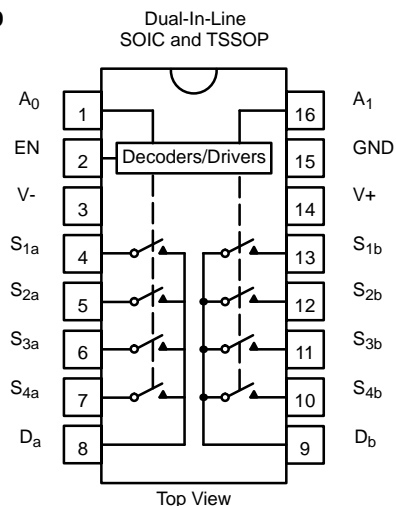 Dual-In-Line
SOIC and TSSOP
A0 1 16 A1
EN 2 Decoders/Drivers 15 GND
V- 3 14 V+
S1a 4 13 S1b
S2a 5 12 S2b
S3a 6 11 S3b
S4a 7 10 S4b
Da 8 9 Db
Top View